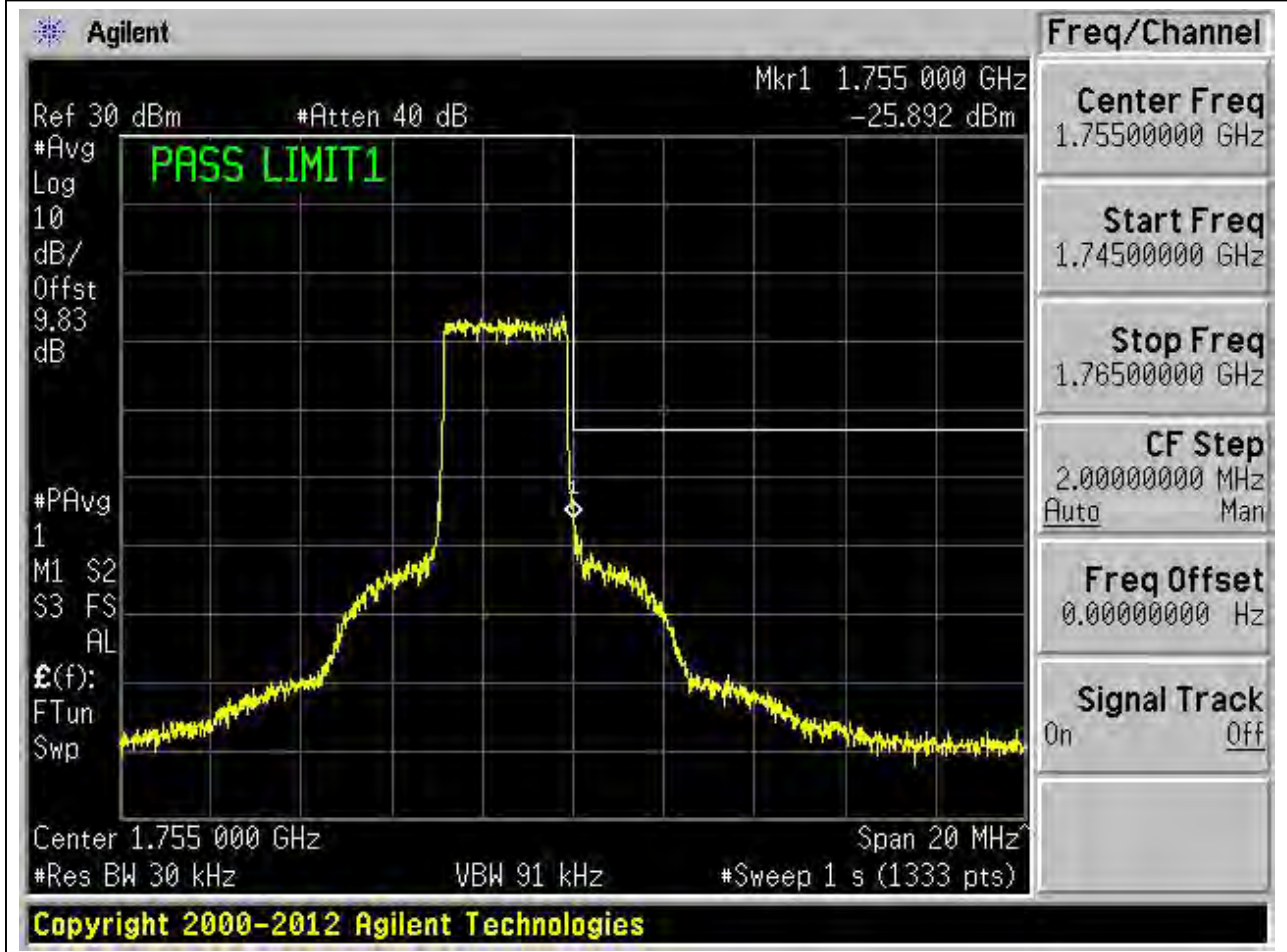 Agilent
Freq/Channel
Mkr1 1.755 000 GHz
Ref 30 dBm #Atten 40 dB -25.892 dBm
#Avg
Log
10
dB/
Offst
9.83
dB
PASS LIMIT1
1
#PAvg
1
M1 S2
S3 FS
AL
£(f):
FTun
Swp
Center 1.755 000 GHz Span 20 MHz^
#Res BW 30 kHz VBW 91 kHz #Sweep 1 s (1333 pts)
Center Freq
1.75500000 GHz
Start Freq
1.74500000 GHz
Stop Freq
1.76500000 GHz
CF Step
2.00000000 MHz
Auto Man
Freq Offset
0.00000000 Hz
Signal Track
On Off
Copyright 2000-2012 Agilent Technologies